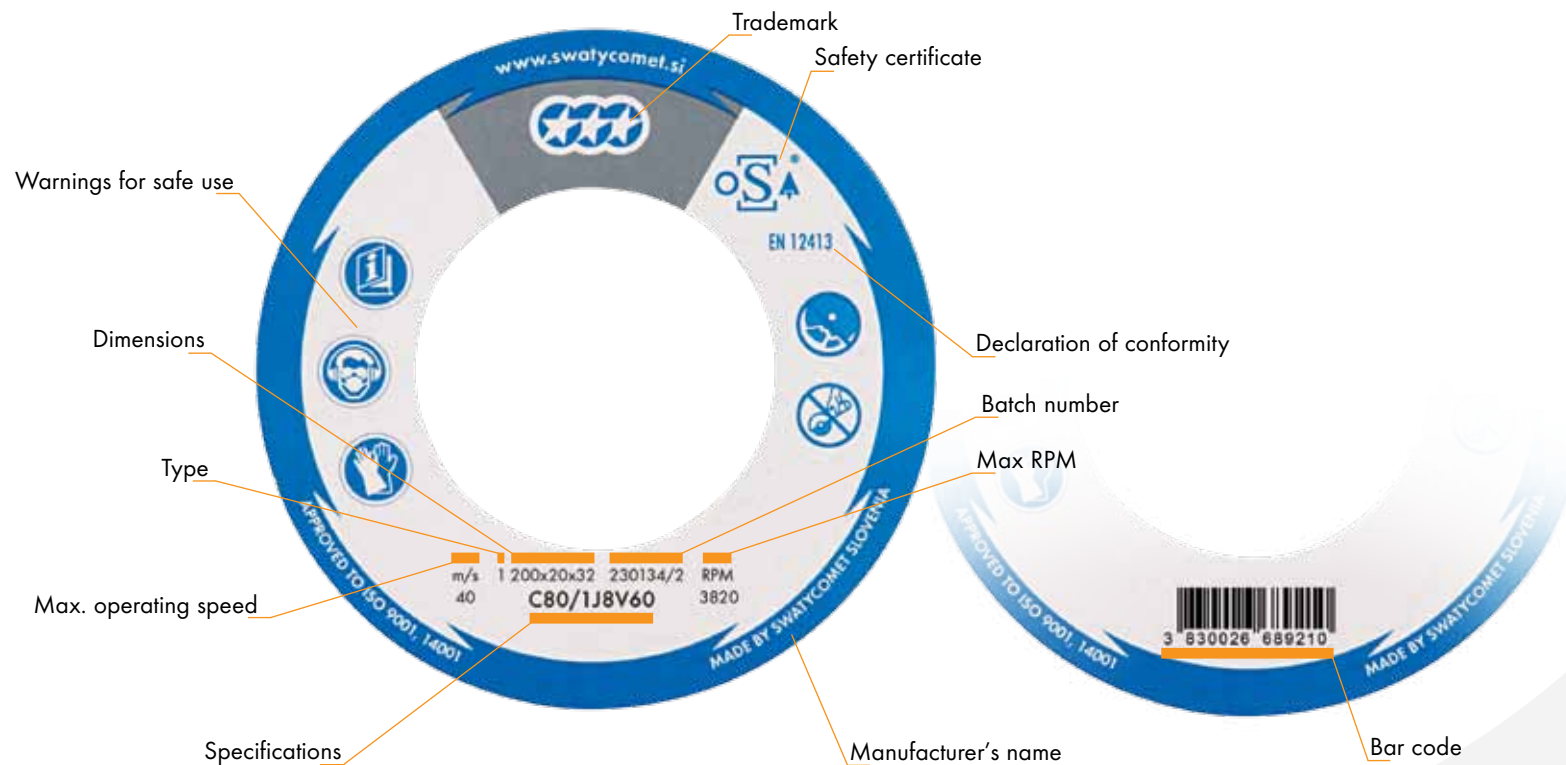 Trademark
www.swatycomet.si
Safety certificate
oSA®
Warnings for safe use
EN 12413
i
Dimensions
Declaration of conformity
Batch number
Type
Max RPM
m/s 1 200x20x32 230134/2 RPM
40 C80/1J8V60 3820
Max. operating speed
APPROVED TO ISO 9001, 14001
MADE BY SWATYCOMET SLOVENIA
Specifications
Manufacturer's name
APPROVED TO ISO 9001, 14001
3 830026 689210
MADE BY SWATYCOMET SLOVENIA
Bar code